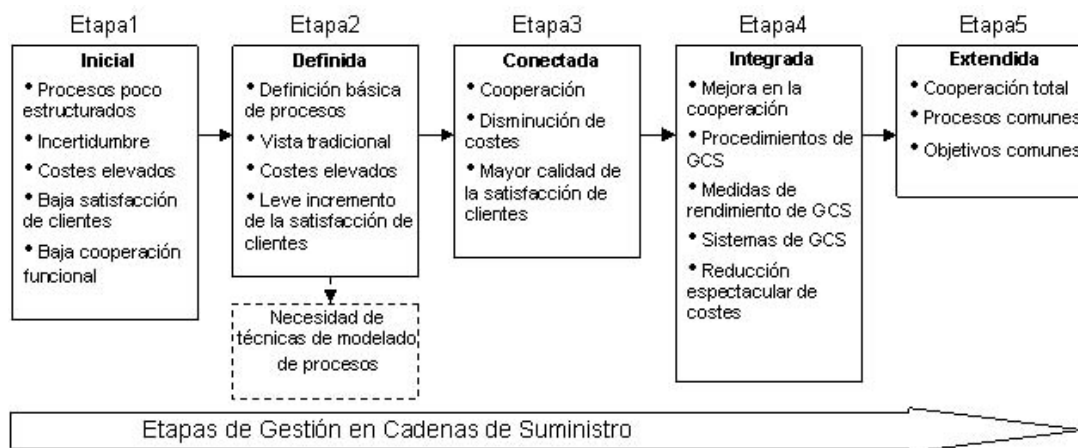 Etapa1
Inicial
• Procesos poco
estructurados
• Incertidumbre
• Costes elevados
• Baja satisfacción
de clientes
• Baja cooperación
funcional
Etapa2
Definida
• Definición básica
de procesos
• Vista tradicional
• Costes elevados
• Leve incremento
de la satisfacción de
clientes
Necesidad de
técnicas de modelado
de procesos
Etapa3
Conectada
• Cooperación
• Disminución de
costes
• Mayor calidad de
la satisfacción de
clientes
Etapa4
Integrada
• Mejora en la
cooperación
• Procedimientos de
GCS
• Medidas de
rendimiento de GCS
• Sistemas de GCS
• Reducción
espectacular de
costes
Etapa5
Extendida
• Cooperación total
• Procesos comunes
• Objetivos comunes
Etapas de Gestión en Cadenas de Suministro